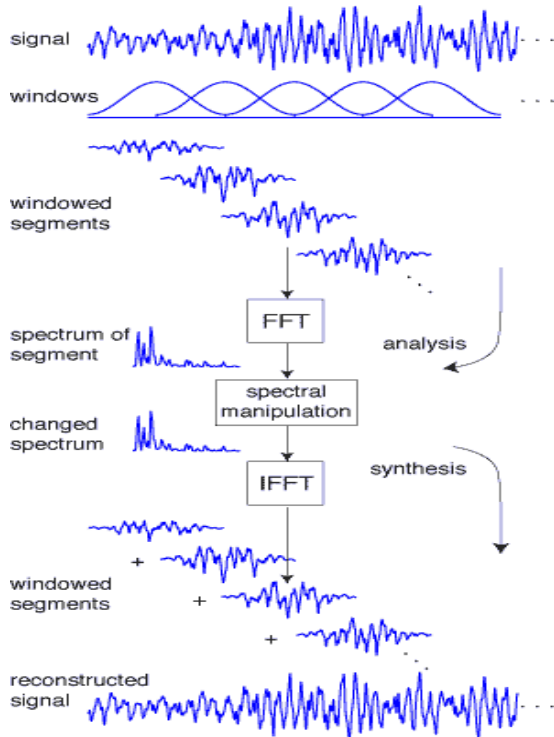 signal
windows
windowed
segments
FFT
spectrum of
segment
analysis
spectral
manipulation
changed
spectrum
synthesis
IFFT
+
windowed
segments
+
+
reconstructed
signal